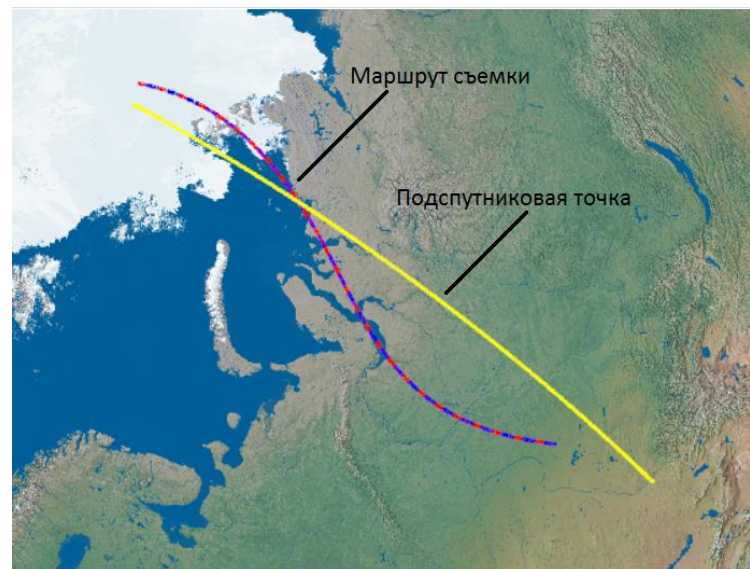 Маршрут съемки
Подспутниковая точка